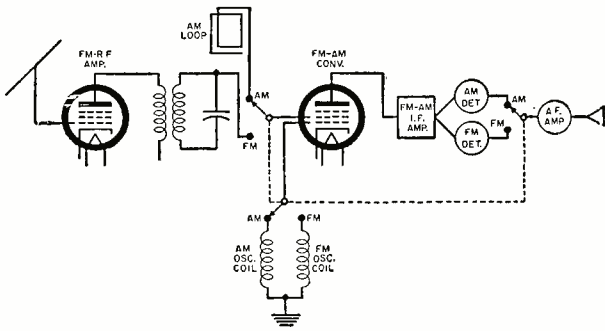 AM
LOOP
FM-RF
AMP.
FM-AM
CONV.
AM
FM
FM-AM
I.F.
AMP.
AM
DET.
FM
DET.
AM
FM
A.F.
AMP
AM
FM
AM
OSC.
COIL
FM
OSC.
COIL